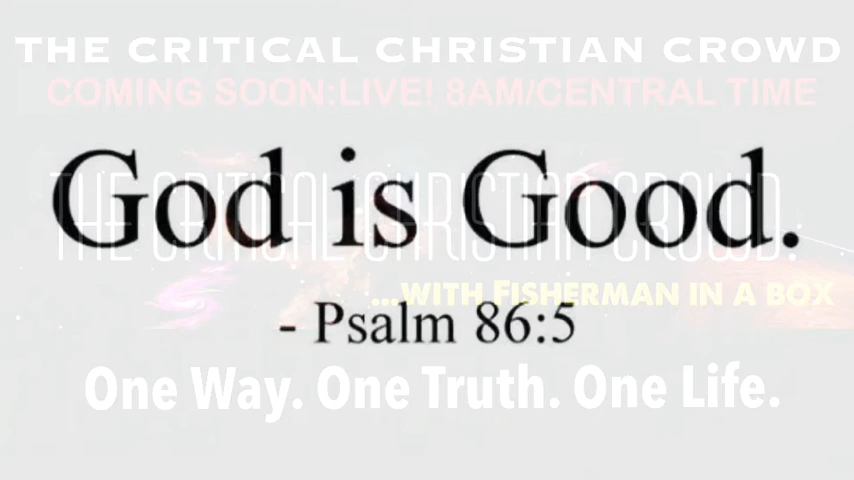 THE CRITICAL CHRISTIAN CROWD
COMING SOON:LIVE! 8AM/CENTRAL TIME
God is Good.
THE CRITICAL CHRISTIAN CROWD:
...WITH FISHERMAN IN A BOX
- Psalm 86:5
One Way. One Truth. One Life.